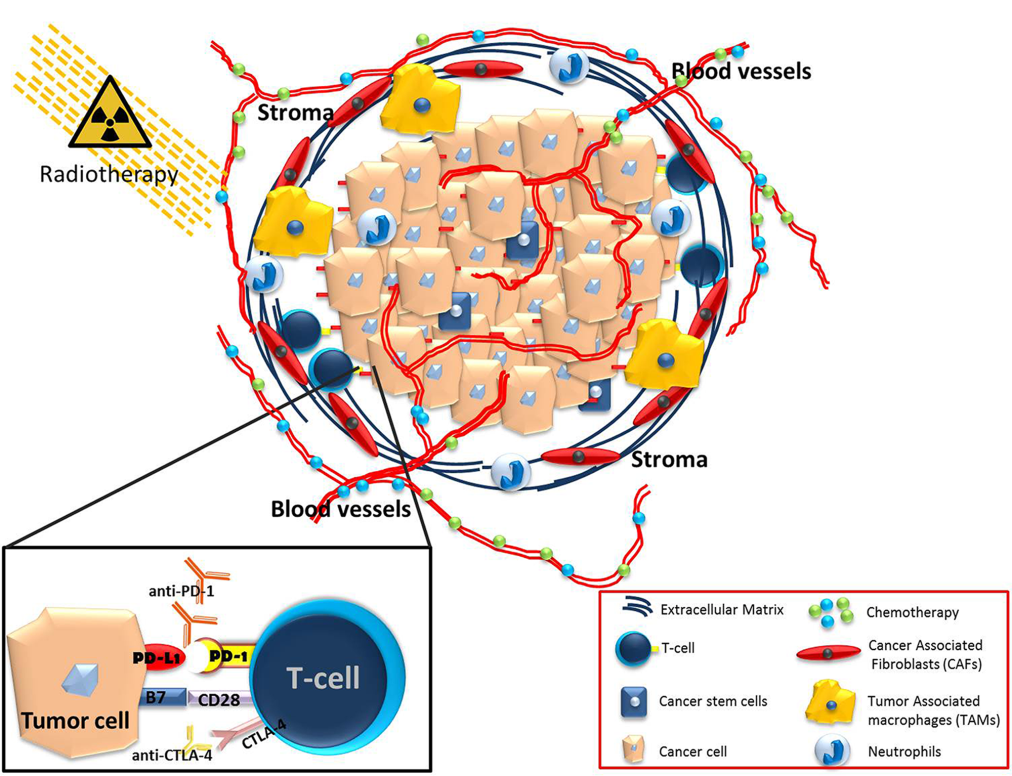 Blood vessels
Stroma
Radiotherapy
Stroma
Blood vessels
anti-PD-1
PD-L1
PD-1
T-cell
B7
CD28
Tumor cell
CTLA-4
anti-CTLA-4
Extracellular Matrix
Chemotherapy
T-cell
Cancer Associated
Fibroblasts (CAFs)
Cancer stem cells
Tumor Associated
macrophages (TAMs)
Cancer cell
Neutrophils